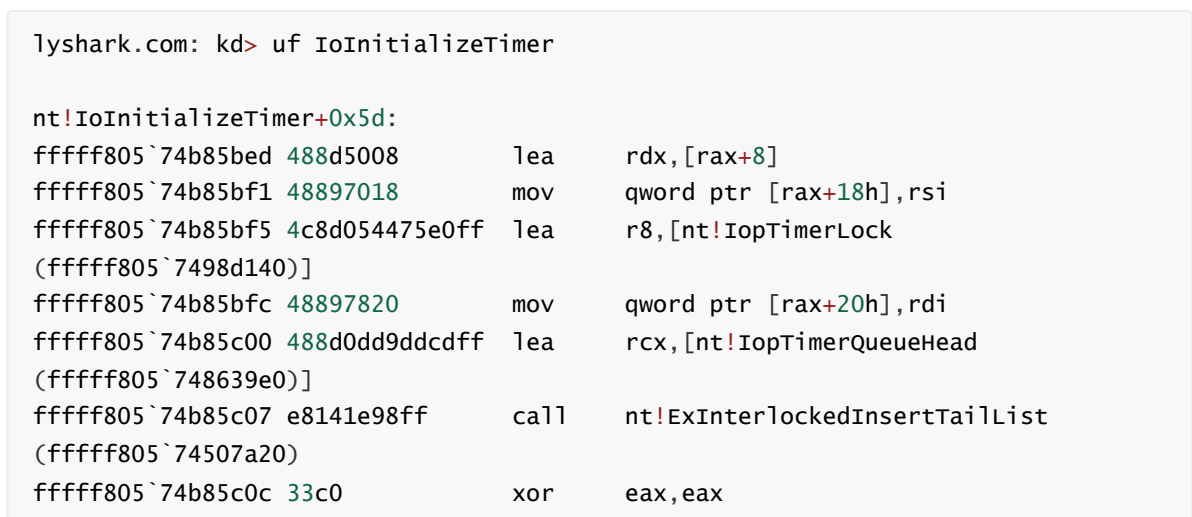 lyshark.com: kd> uf IoInitializeTimer
nt!IoInitializeTimer+0x5d:
fffff805`74b85bed 488d5008 lea rdx,[rax+8]
fffff805`74b85bf1 48897018 mov qword ptr [rax+18h],rsi
fffff805`74b85bf5 4c8d054475e0ff lea r8,[nt!IopTimerLock
(fffff805`7498d140)]
fffff805`74b85bfc 48897820 mov qword ptr [rax+20h],rdi
fffff805`74b85c00 488d0dd9ddcdff lea rcx,[nt!IopTimerQueueHead
(fffff805`748639e0)]
fffff805`74b85c07 e8141e98ff call nt!ExInterlockedInsertTailList
(fffff805`74507a20)
fffff805`74b85c0c 33c0 xor eax,eax